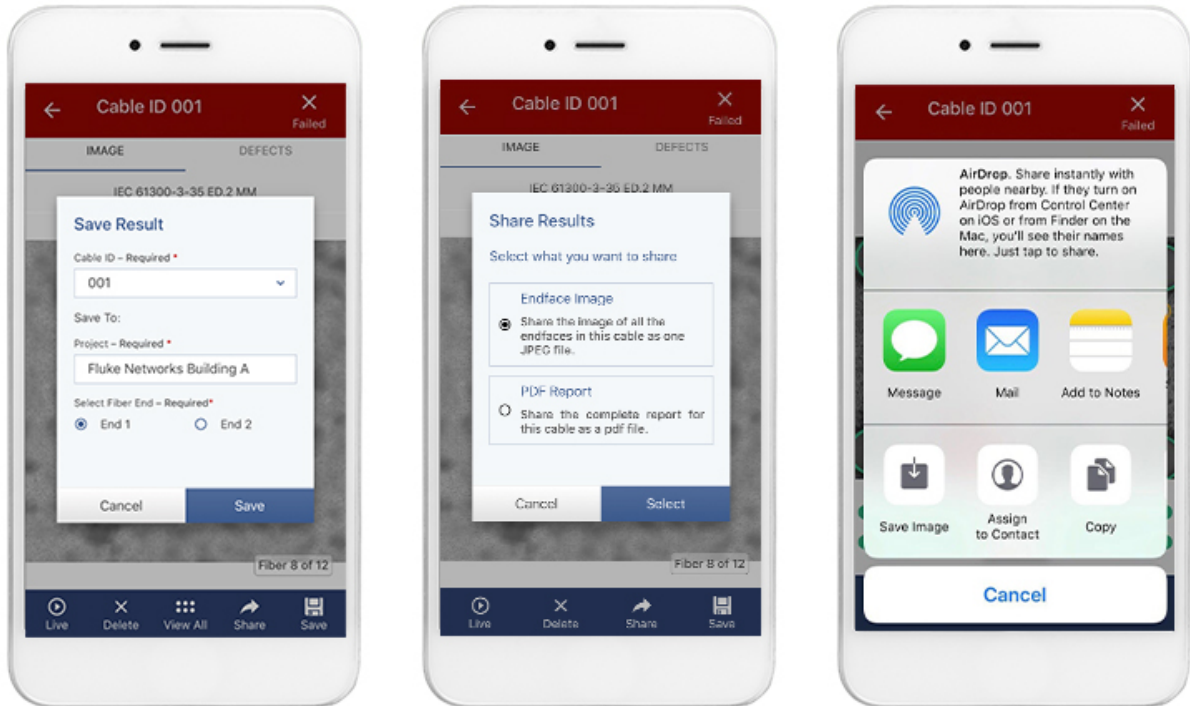 Cable ID 001
Failed
IMAGE DEFECTS
IEC 61300-3-35 ED.2 MM
Save Result
Cable ID – Required *
001
Save To:
Project – Required *
Fluke Networks Building A
Select Fiber End – Required*
End 1 End 2
Cancel Save
Fiber 8 of 12
Live Delete View All Share Save
Cable ID 001
Failed
IMAGE DEFECTS
IEC 61300-3-35 ED.2 MM
Share Results
Select what you want to share
Endface Image
Share the image of all the
endfaces in this cable as one
JPEG file.
PDF Report
Share the complete report for
this cable as a pdf file.
Cancel Select
Fiber 8 of 12
Live Delete Share Save
Cable ID 001
Failed
AirDrop. Share instantly with
people nearby. If they turn on
AirDrop from Control Center
on iOS or from Finder on the
Mac, you'll see their names
here. Just tap to share.
Message Mail Add to Notes
Save Image Assign
to Contact Copy
Cancel